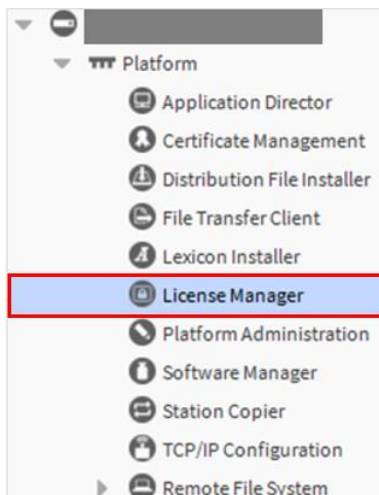 Platform
Application Director
Certificate Management
Distribution File Installer
File Transfer Client
Lexicon Installer
License Manager
Platform Administration
Software Manager
Station Copier
TCP/IP Configuration
Remote File System